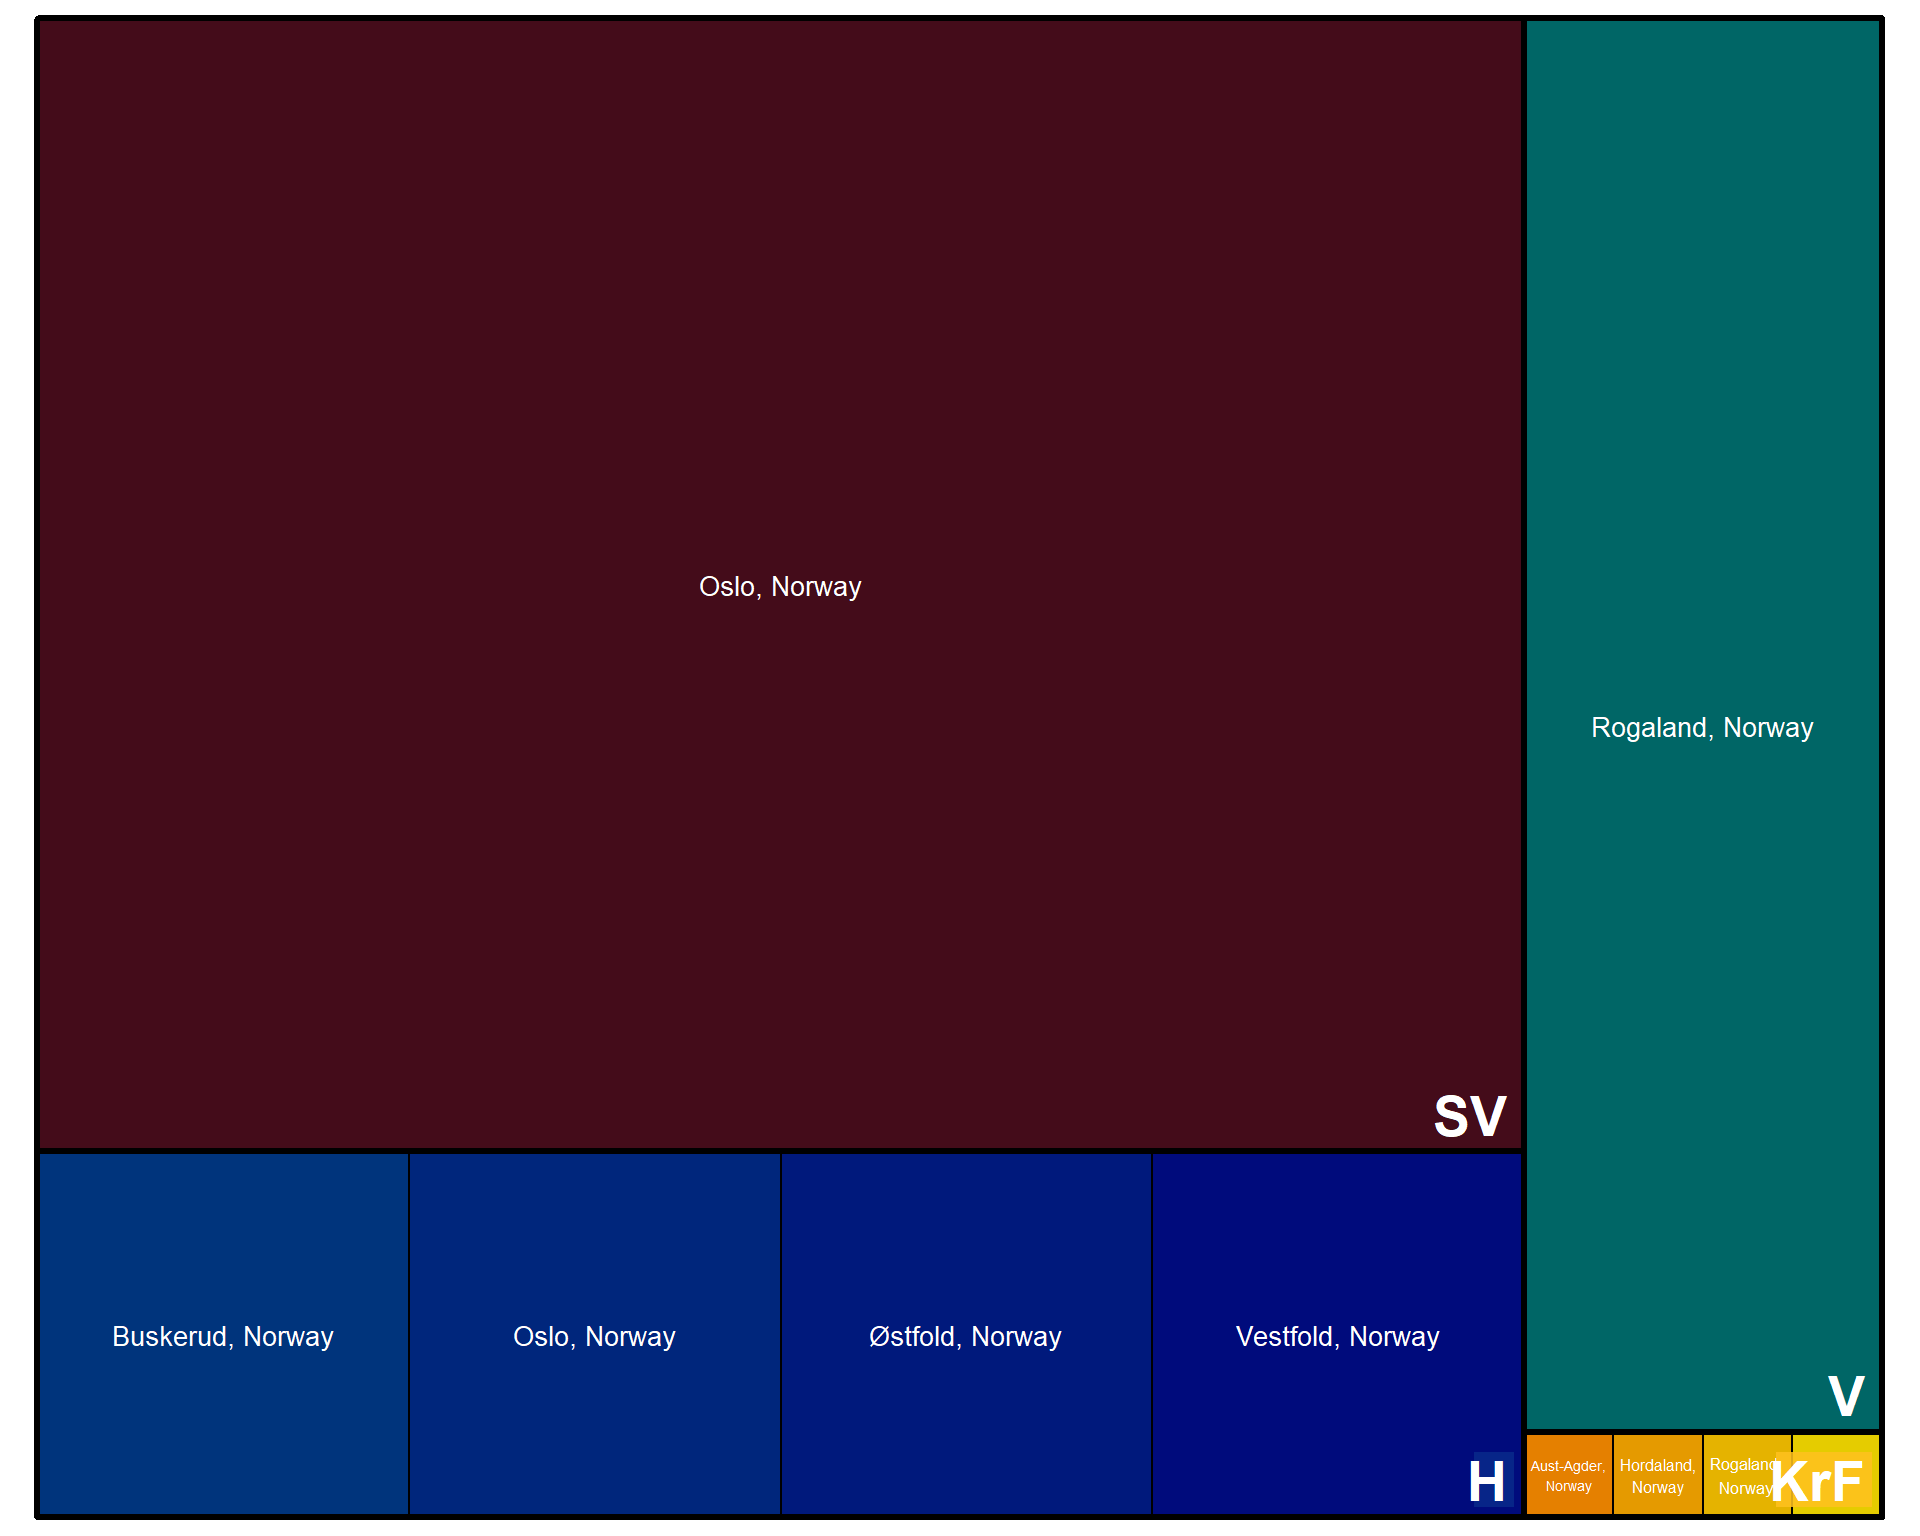 Oslo, Norway
SV
Rogaland, Norway
V
Buskerud, Norway
Oslo, Norway
Østfold, Norway
Vestfold, Norway
H
Aust-Agder,
Norway
Hordaland,
Norway
Rogaland,
Norway
KrF